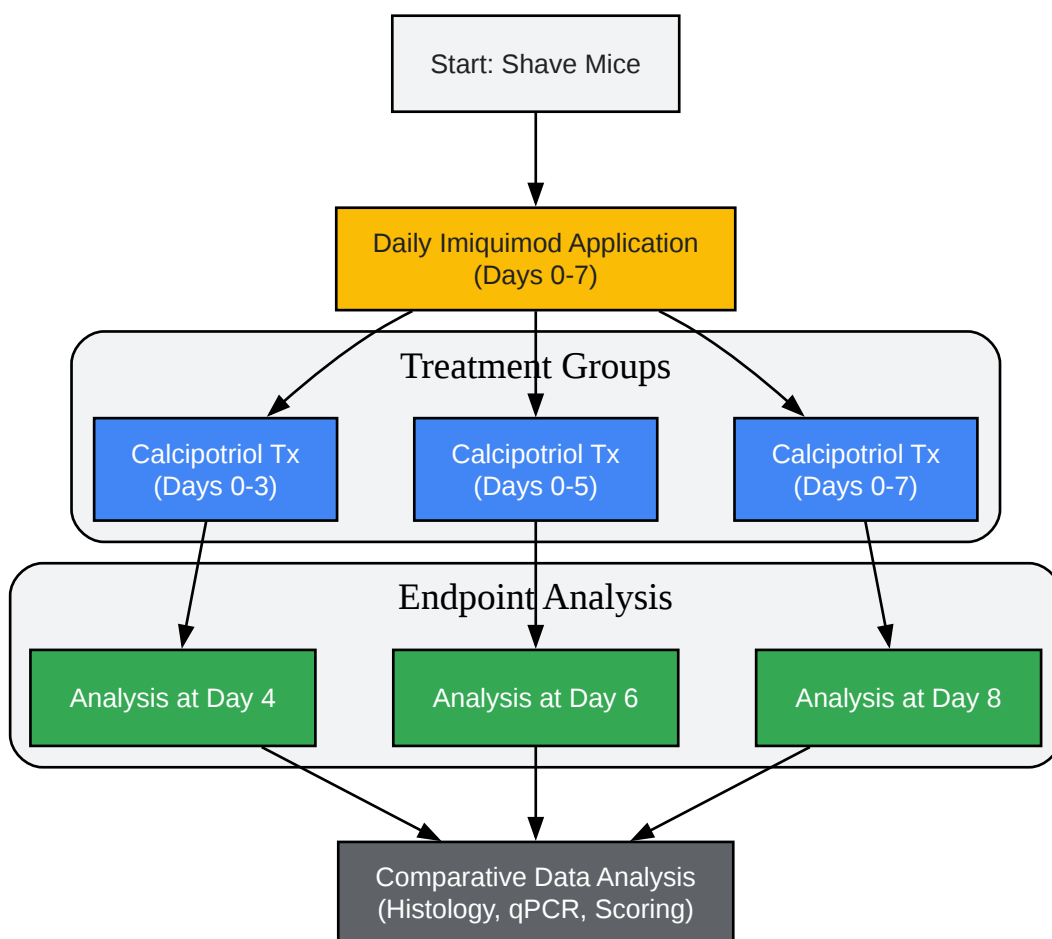 Start: Shave Mice
Daily Imiquimod Application
(Days 0-7)
Treatment Groups
Calcipotriol Tx
(Days 0-3)
Calcipotriol Tx
(Days 0-5)
Calcipotriol Tx
(Days 0-7)
Endpoint Analysis
Analysis at Day 4
Analysis at Day 6
Analysis at Day 8
Comparative Data Analysis
(Histology, qPCR, Scoring)